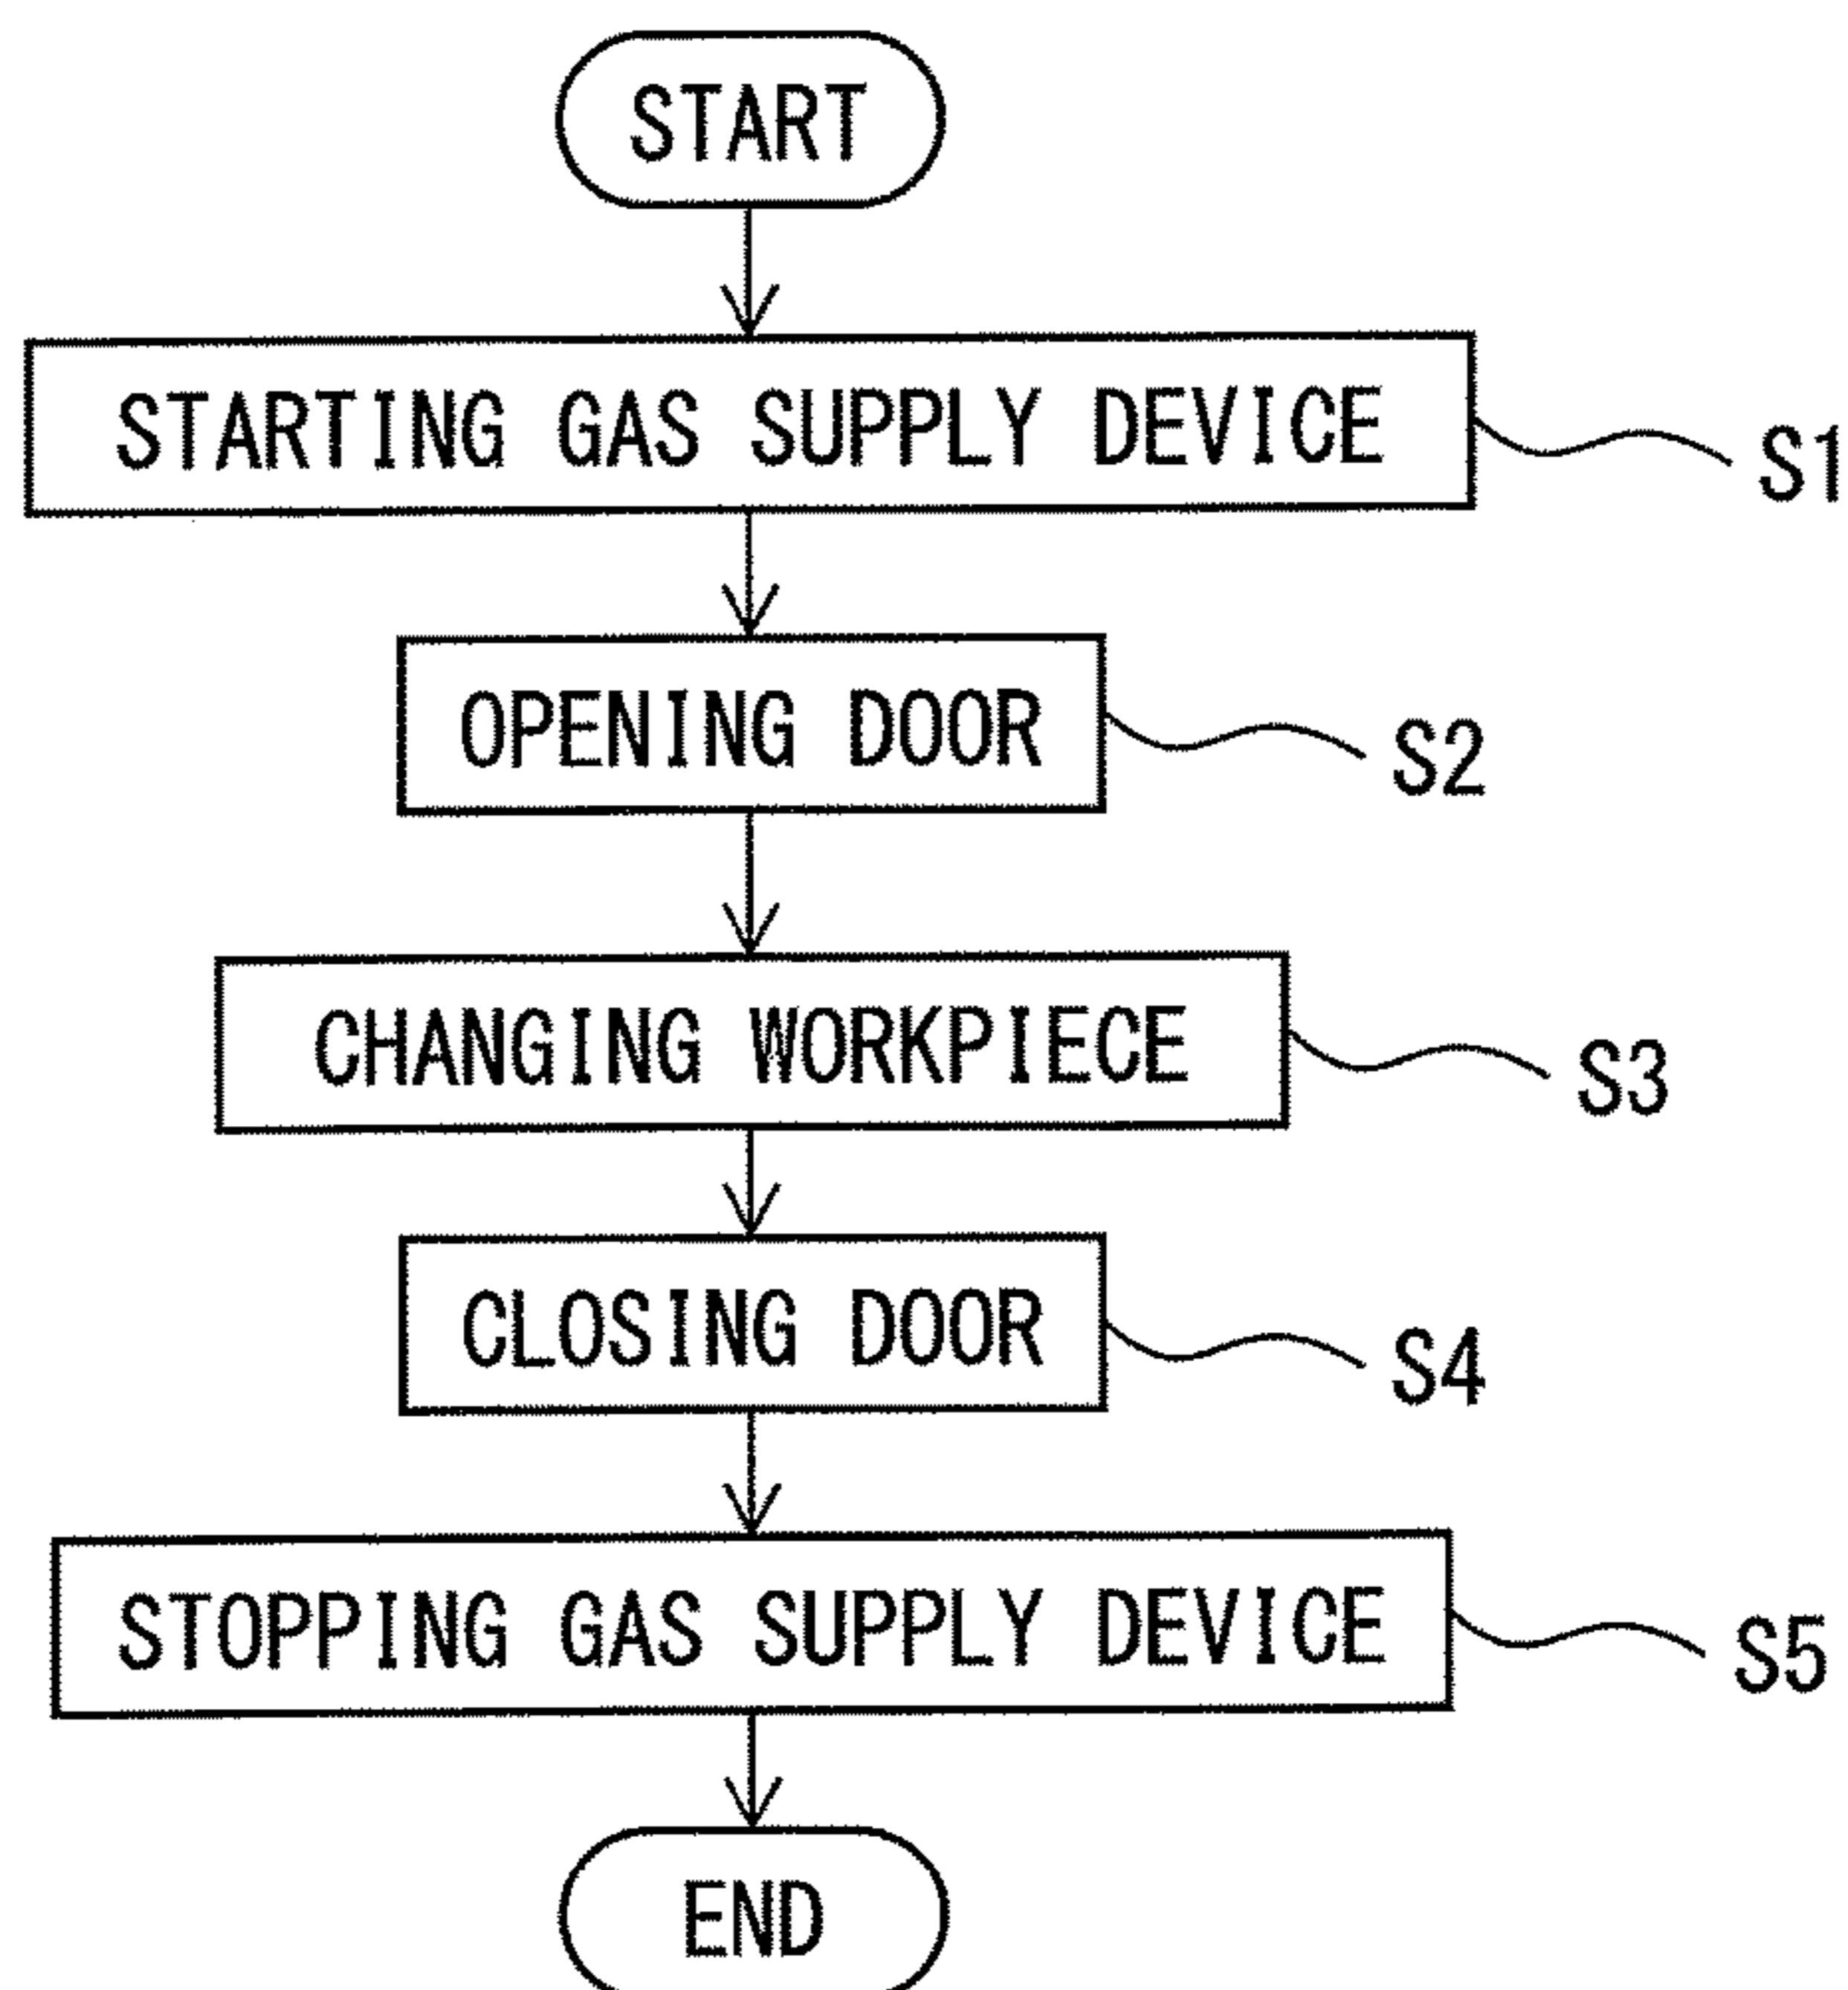 START
STARTING GAS SUPPLY DEVICE
S1
OPENING DOOR
S2
CHANGING WORKPIECE
S3
CLOSING DOOR
S4
STOPPING GAS SUPPLY DEVICE
S5
END